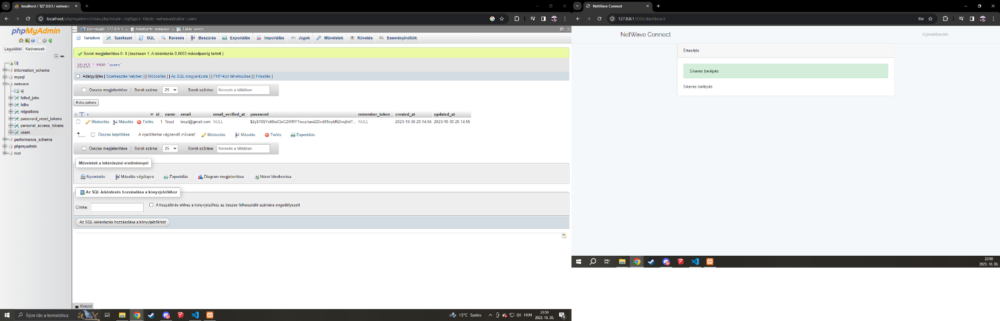 localhost / 127.0.0.1 / netwave
localhost/phpmyadmin/index.php?route=/sql&pos=0&db=netwave&table=users
phpMyAdmin
Legutóbbi Kedvencek
Új
information_schema
mysql
netwave
új
failed_jobs
felhs
migrations
password_reset_tokens
personal_access_tokens
users
performance_schema
phpmyadmin
test
Kiszolgáló: 127.0.0.1 » Adatbázis: netwave » Tábla: users
Tartalom Szerkezet SQL Keresés Beszúrás Exportálás Importálás Jogok Műveletek Követés Eseményindítók
Sorok megjelenítése 0- 0 (összesen 1, A lekérdezés 0,0003 másodpercig tartott.)
SELECT * FROM `users`
Adatgyűjtés [ Szerkesztés helyben ] [ Módosítás ] [ Az SQL magyarázata ] [ PHP-kód létrehozása ] [ Frissítés ]
Összes megjelenítése | Sorok száma: 25 Sorok szűrése: Keresés a táblában
Extra options
id name email email_verified_at password remember_token created_at updated_at
Módosítás Másolás Törlés 1 Teszt teszt@gmail.com NULL NULL 2023-10-30 20:14:55 2023-10-30 20:14:55
Összes bejelölése A kijelöltekkel végzendő művelet: Módosítás Másolás Törlés Exportálás
Összes megjelenítése | Sorok száma: 25 Sorok szűrése: Keresés a táblában
Műveletek a lekérdezési eredménnyel
Nyomtatás Másolás vágólapra Exportálás Diagram megjelenítése Nézet létrehozása
Az SQL-lekérdezés hozzáadása a könyvjelzőkhöz
Címke: A hozzáférés ehhez a könyvjelzőhöz az összes felhasználó számára engedélyezett
Az SQL-lekérdezés hozzáadása a könyvjelzőkhöz
Konzol
Írjon ide a kereséshez
15°C Szeles
HUN
23:50
2023. 10. 30.
4
NetWave Connect
127.0.0.1:8000/dashboard
NetWave Connect
Kijelentkezés
Értesítés
Sikeres belépés
Sikeres belépés
23:50
2023. 10. 30.